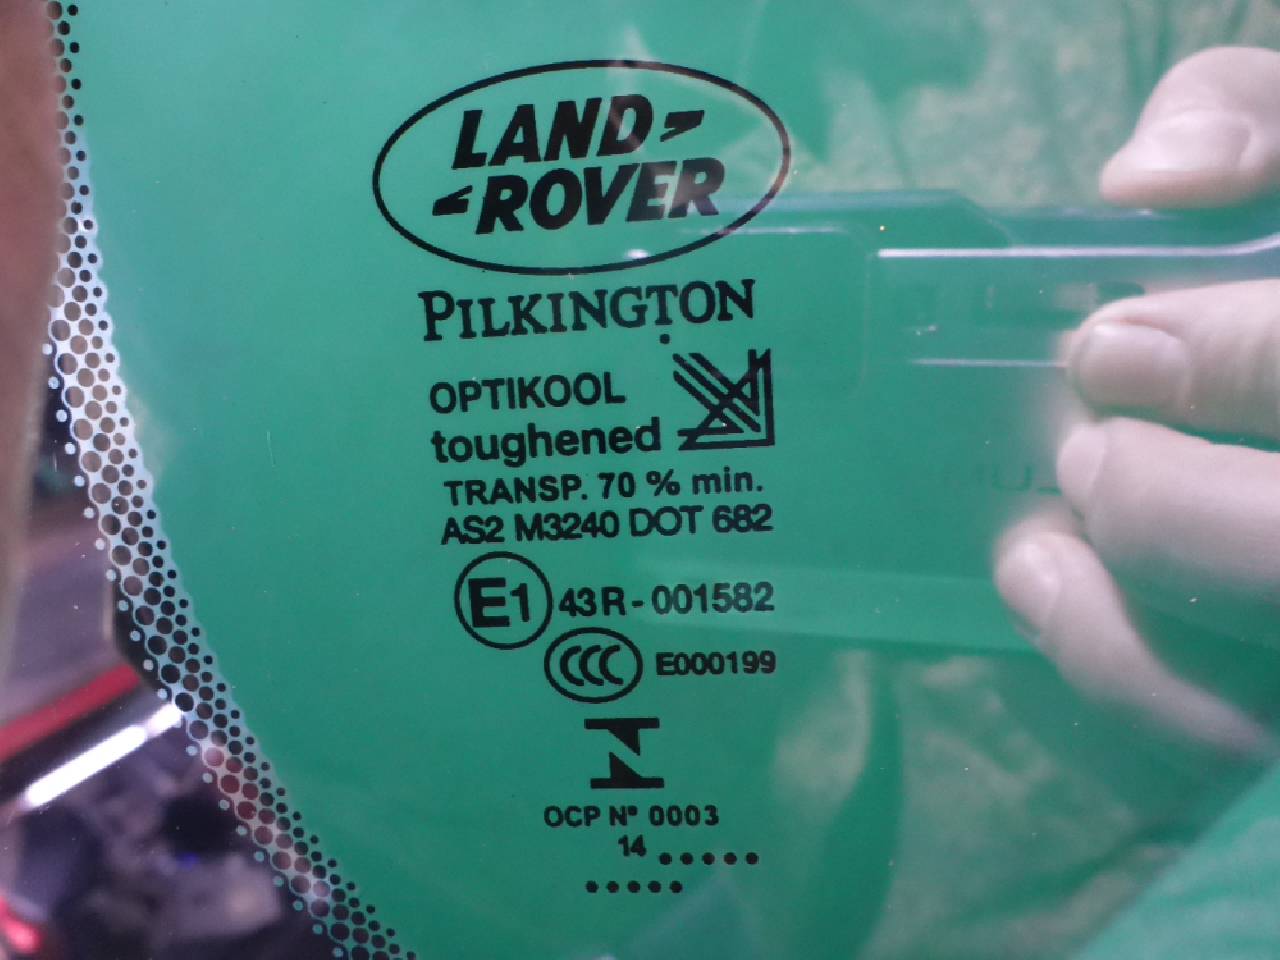 LAND
ROVER
PILKINGTON
OPTIKOOL
toughened
TRANSP. 70 % min.
AS2 M3240 DOT 682
E1 43R-001582
CCC E000199
OCP Nº 0003
14